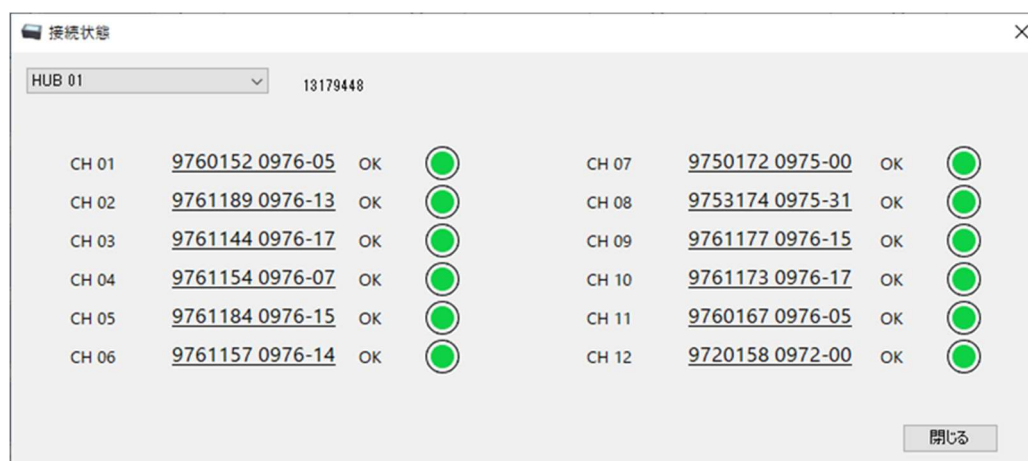 接続状態
HUB 01 13179448
CH 01 9760152 0976-05 OK
CH 02 9761189 0976-13 OK
CH 03 9761144 0976-17 OK
CH 04 9761154 0976-07 OK
CH 05 9761184 0976-15 OK
CH 06 9761157 0976-14 OK
CH 07 9750172 0975-00 OK
CH 08 9753174 0975-31 OK
CH 09 9761177 0976-15 OK
CH 10 9761173 0976-17 OK
CH 11 9760167 0976-05 OK
CH 12 9720158 0972-00 OK
閉じる